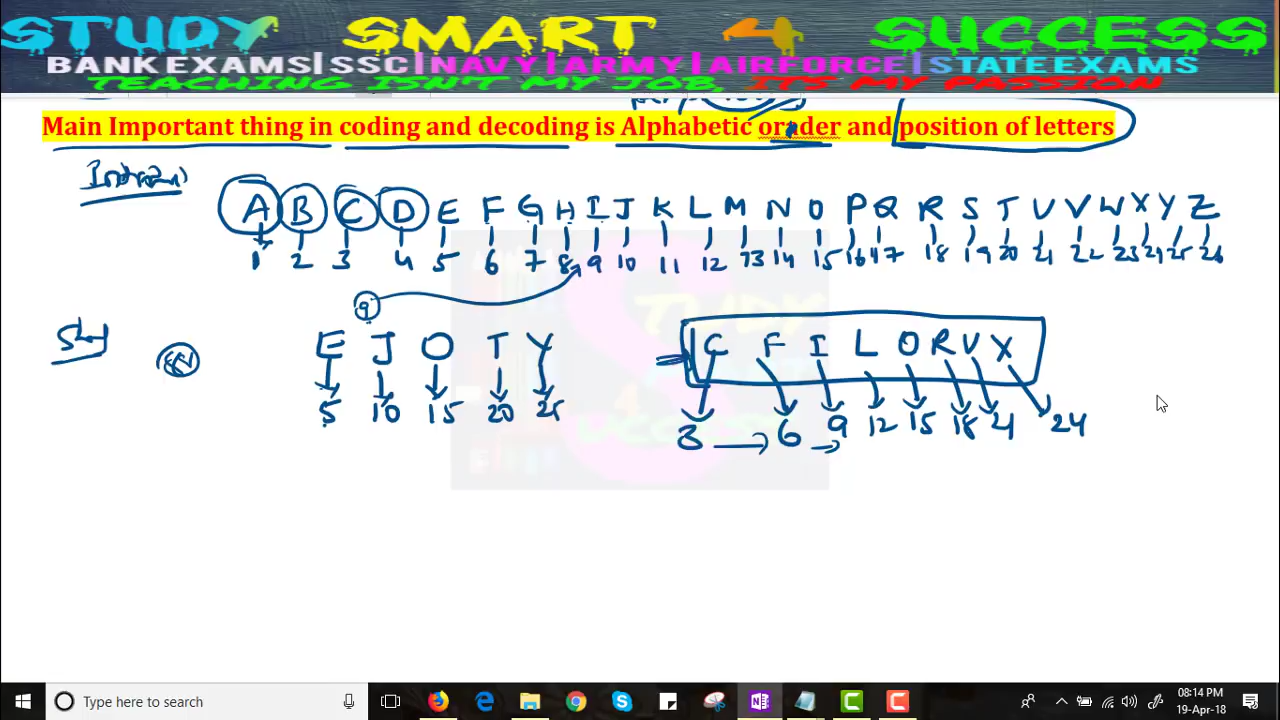 STUDY SMART 4 SUCCESS
BANK EXAMS|SSC|NAVY|ARMY|AIRFORCE|STATE EXAMS
TEACHING ISN'T MY JOB, IT'S MY PASSION
Main Important thing in coding and decoding is Alphabetic orader and position of letters
A B C D E F G H I J K L M N O P Q R S T U V W X Y Z
1 2 3 4 5 6 7 8 9 10 11 12 13 14 15 16 17 18 19 20 21 22 23 24 25 26
9
E J O T Y C F I L O R V X
5 10 15 20 25 3 6 9 12 15 18 21 24
Type here to search
08:14 PM
19-Apr-18